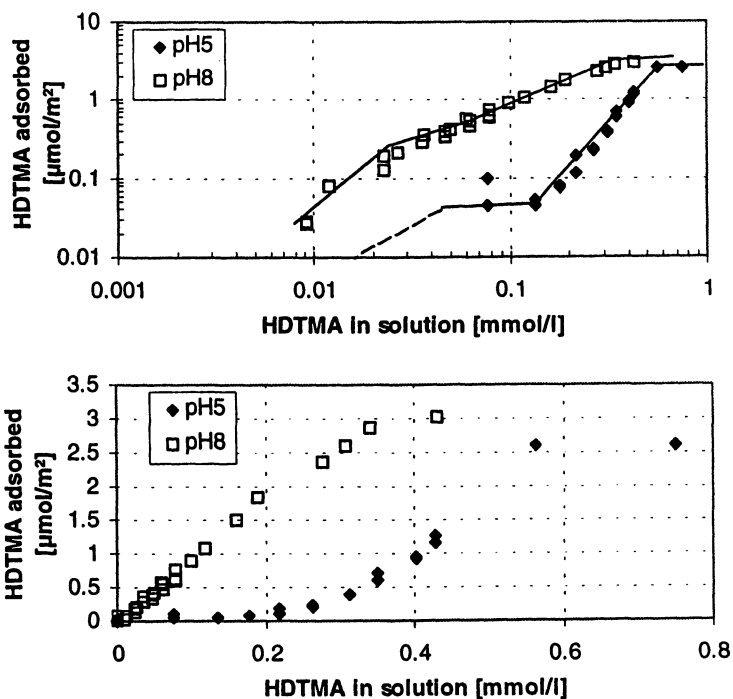 HDTMA adsorbed
[µmol/m²]
10
1
0.1
0.01
pH5
pH8
0.001
0.01
0.1
1
HDTMA in solution [mmol/l]
HDTMA adsorbed
[µmol/m²]
3.5
3
2.5
2
1.5
1
0.5
0
pH5
pH8
0
0.2
0.4
0.6
0.8
HDTMA in solution [mmol/l]